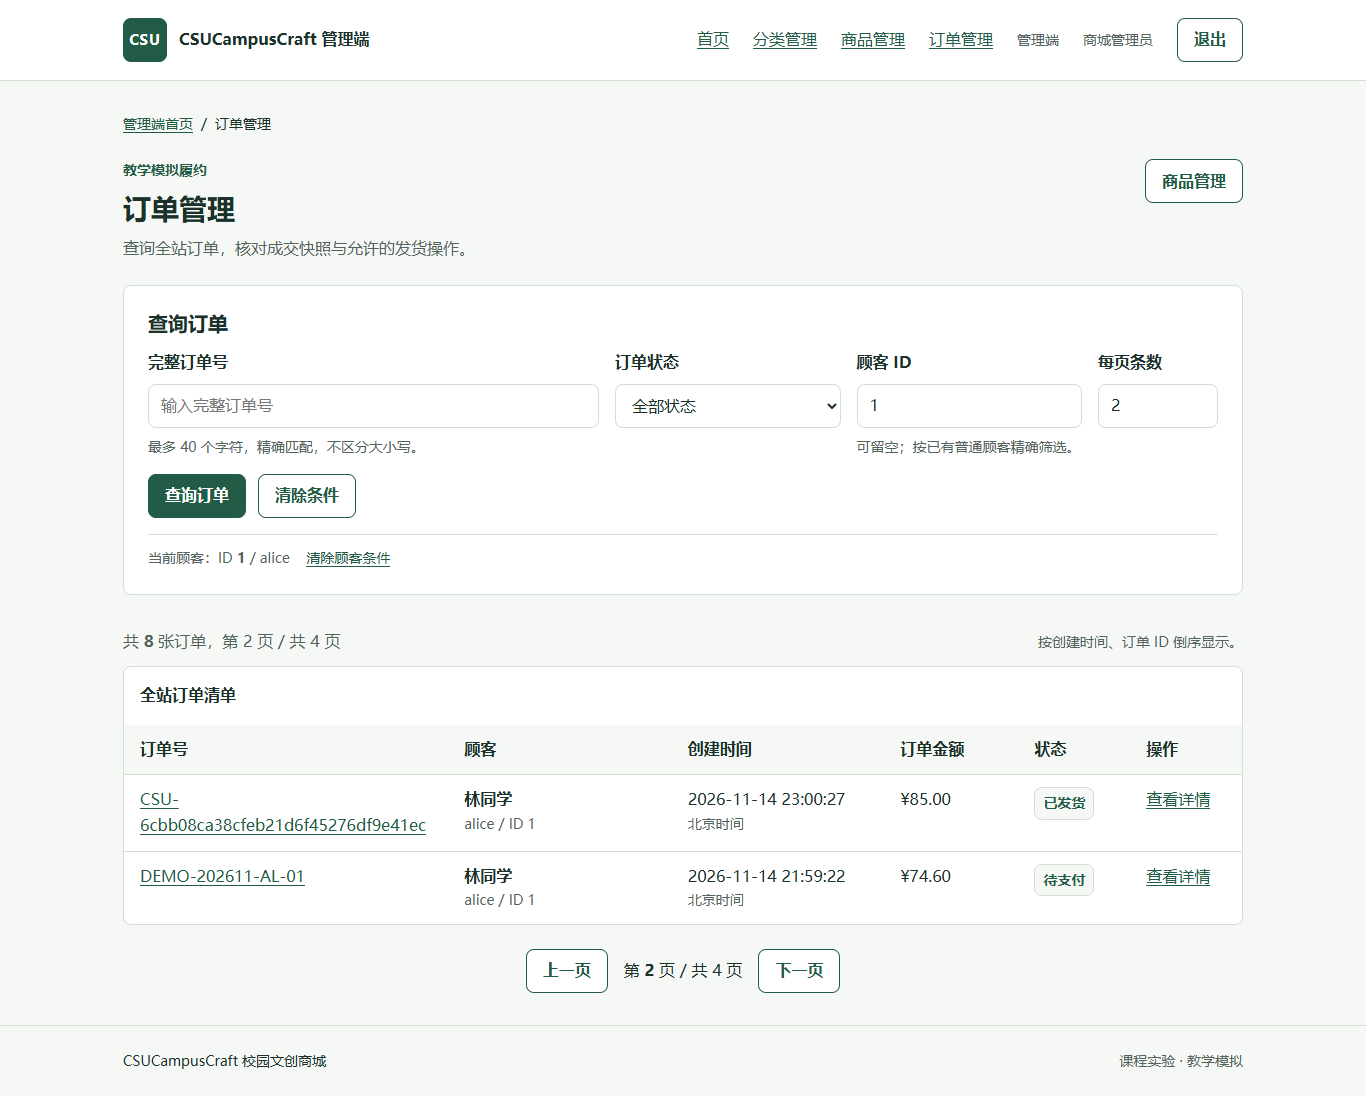 CSU CSUCampusCraft 管理端 首页 分类管理 商品管理 订单管理 管理端 商城管理员 退出
管理端首页 / 订单管理
教学模拟履约
订单管理
商品管理
查询全站订单，核对成交快照与允许的发货操作。
查询订单
完整订单号 订单状态 顾客 ID 每页条数
输入完整订单号 全部状态 1 2
最多 40 个字符，精确匹配，不区分大小写。 可留空；按已有普通顾客精确筛选。
查询订单 清除条件
当前顾客：ID 1 / alice 清除顾客条件
共 8 张订单，第 2 页 / 共 4 页 按创建时间、订单 ID 倒序显示。
全站订单清单
订单号 顾客 创建时间 订单金额 状态 操作
CSU-
6cbb08ca38cfeb21d6f45276df9e41ec 林同学 2026-11-14 23:00:27 ¥85.00 已发货 查看详情
alice / ID 1 北京时间
DEMO-202611-AL-01 林同学 2026-11-14 21:59:22 ¥74.60 待支付 查看详情
alice / ID 1 北京时间
上一页 第 2 页 / 共 4 页 下一页
CSUCampusCraft 校园文创商城 课程实验 · 教学模拟